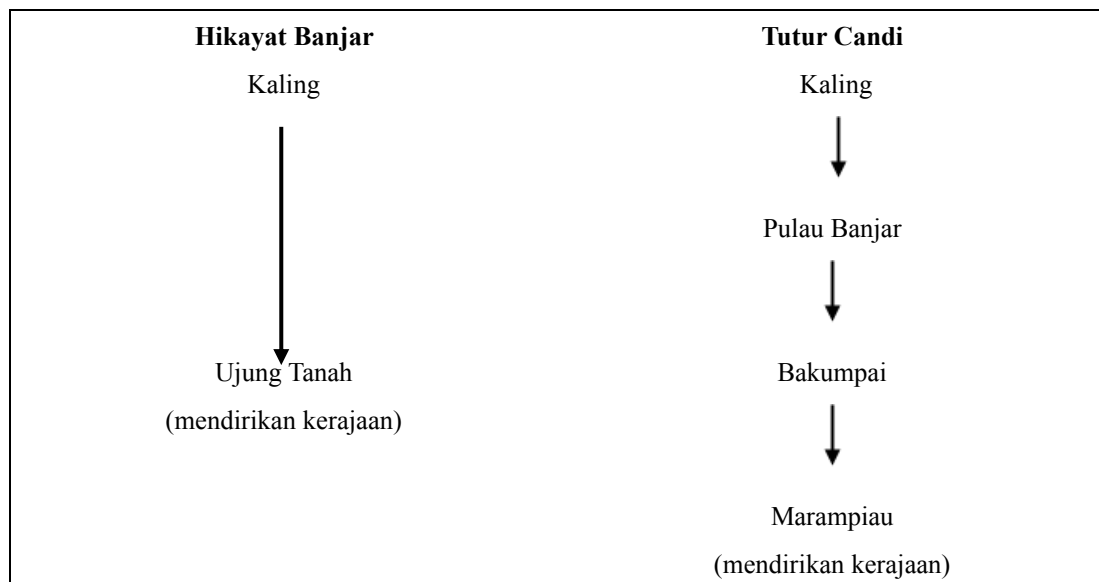 Hikayat Banjar
Kaling
Ujung Tanah
(mendirikan kerajaan)
Tutur Candi
Kaling
Pulau Banjar
Bakumpai
Marampiau
(mendirikan kerajaan)